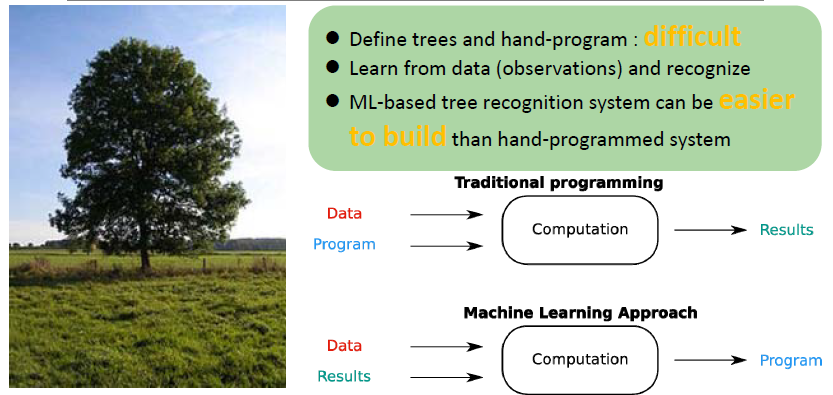 ● Define trees and hand-program : difficult
● Learn from data (observations) and recognize
● ML-based tree recognition system can be easier
to build than hand-programmed system
Traditional programming
Data
Program
Computation
Results
Machine Learning Approach
Data
Results
Computation
Program